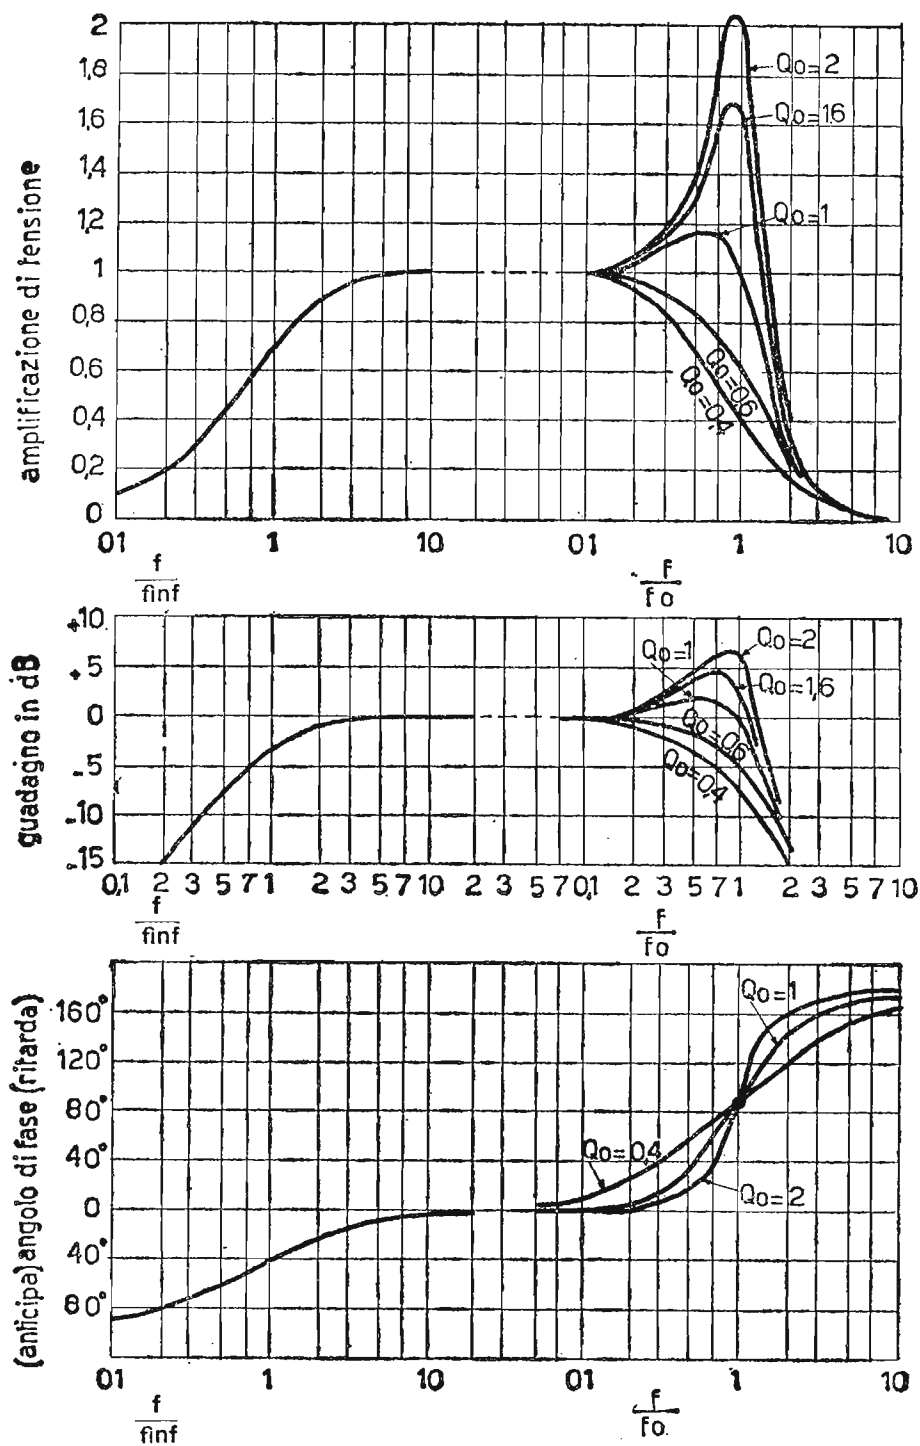 amplificazione di tensione
2
1,8
1,6
1,4
1,2
1
0,8
0,6
0,4
0,2
0
Qo=2
Qo=1,6
Qo=1
Qo=0,6
Qo=0,4
01 1 10 01 1 10
f
finf
f
fo
guadagno in dB
+10
+5
0
-5
-10
-15
Qo=1
Qo=2
Qo=1,6
Qo=0,6
Qo=0,4
0,1 2 3 5 7 1 2 3 5 7 10 2 3 5 7 0,1 2 3 5 7 1 2 3 5 7 10
f
finf
f
fo
(anticipa) angolo di fase (ritarda)
160°
120°
80°
40°
0
40°
80°
Qo=1
Qo=0,4
Qo=2
01 1 10 01 1 10
f
finf
f
fo.